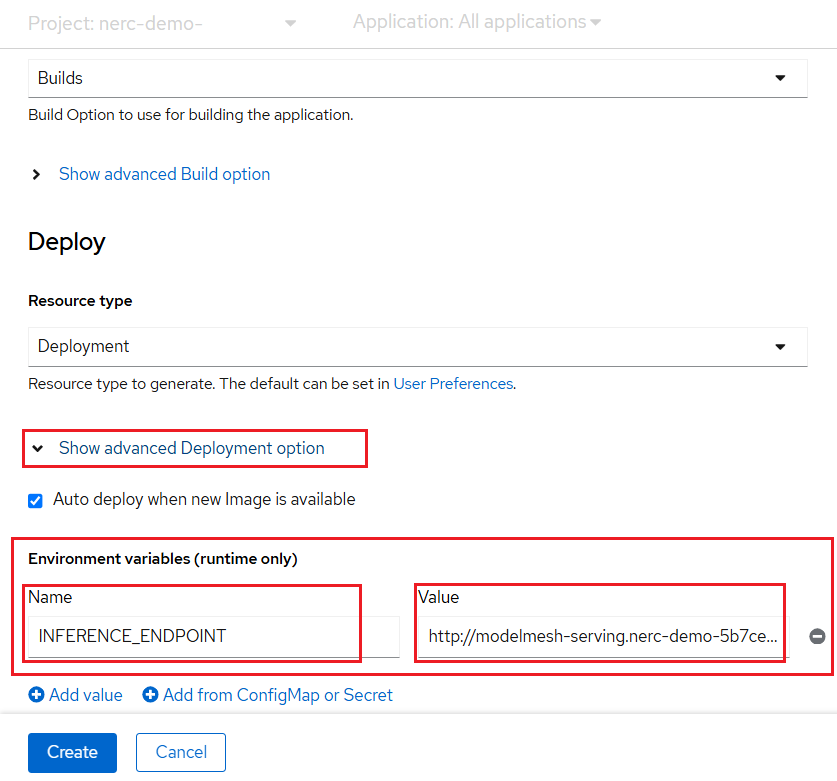 Project: nerc-demo- Application: All applications
Builds
Build Option to use for building the application.
Show advanced Build option
Deploy
Resource type
Deployment
Resource type to generate. The default can be set in User Preferences.
Show advanced Deployment option
Auto deploy when new Image is available
Environment variables (runtime only)
Name Value
INFERENCE_ENDPOINT http://modelmesh-serving.nerc-demo-5b7ce...
Add value Add from ConfigMap or Secret
Create Cancel